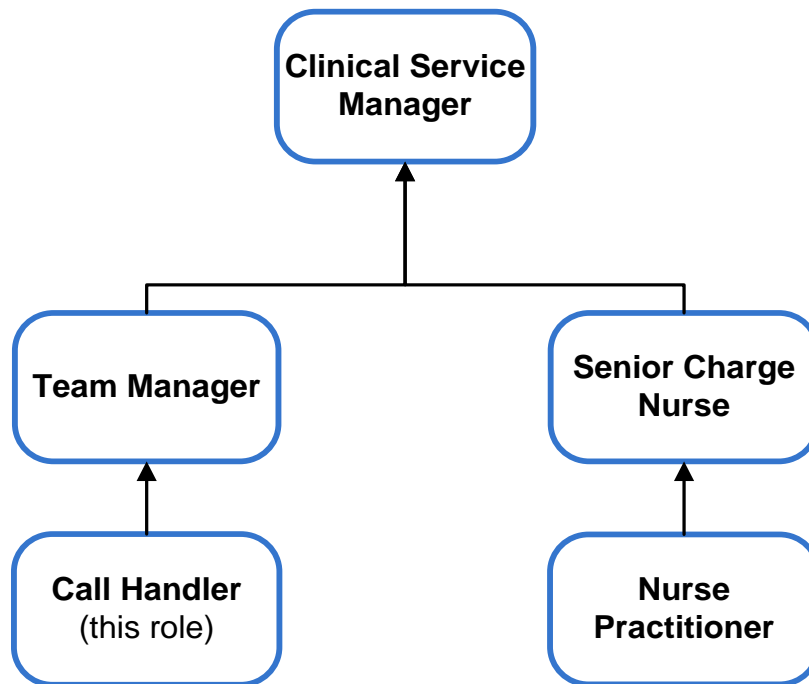 Clinical Service
Manager
Team Manager
Senior Charge
Nurse
Call Handler
(this role)
Nurse
Practitioner